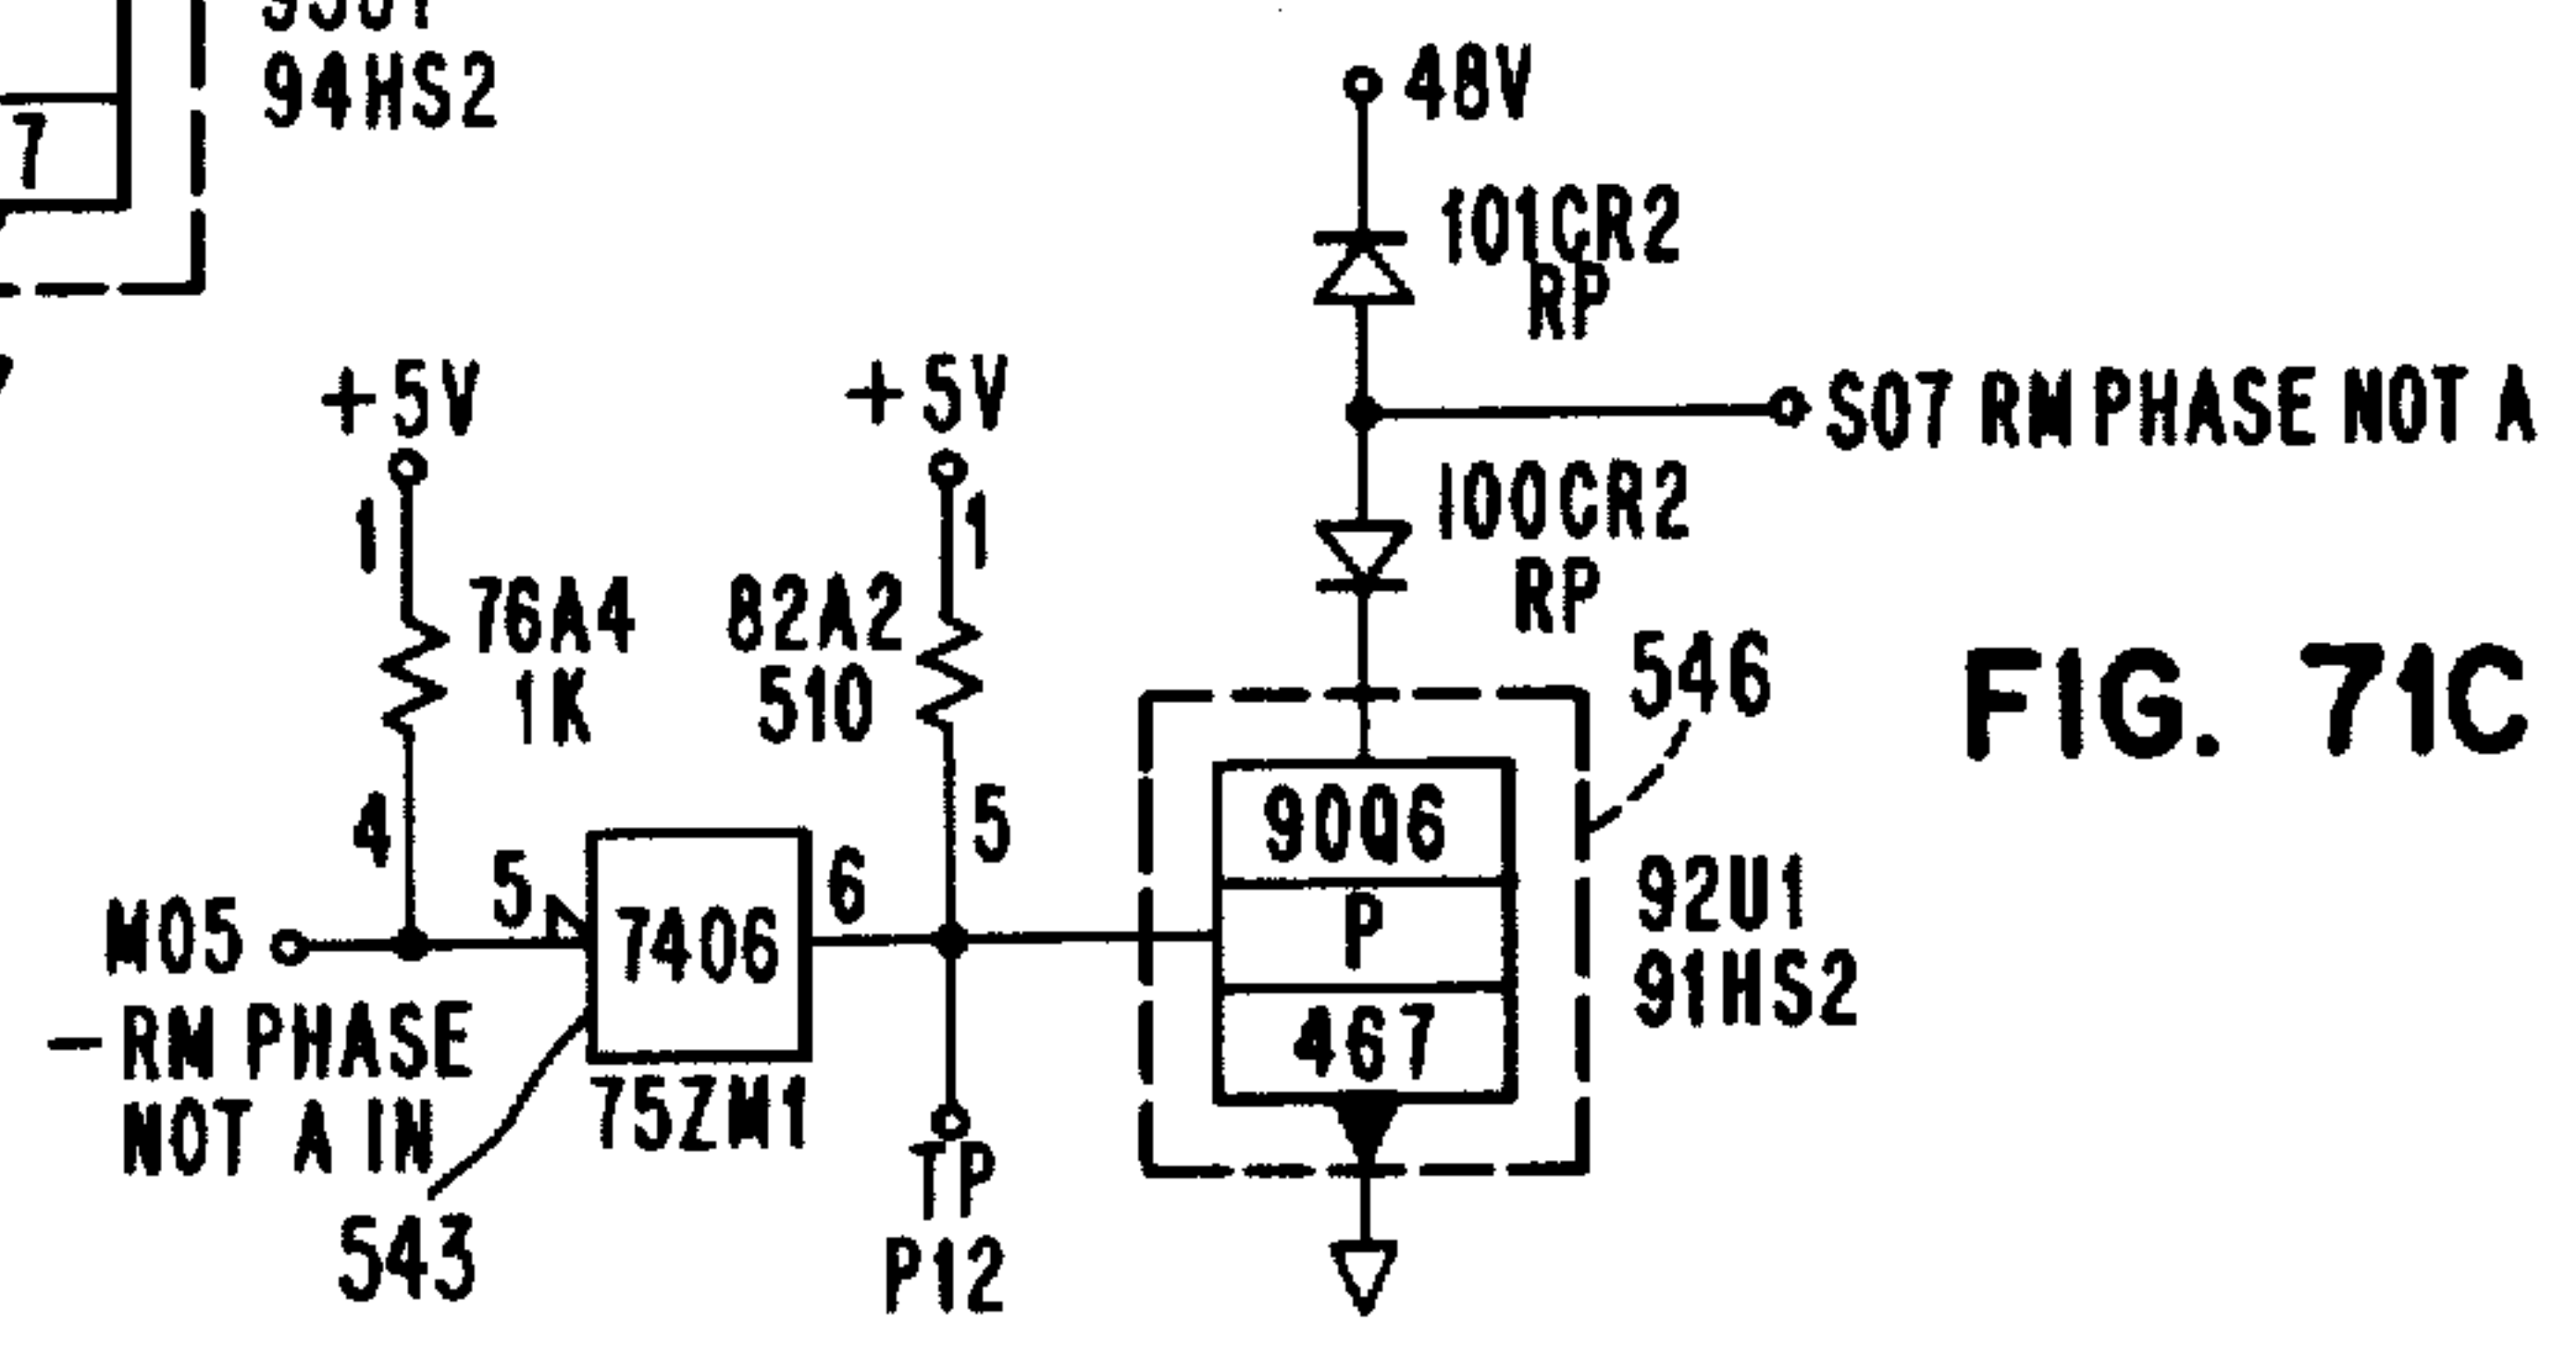 94HS2
7
48V
101CR2
RP
+5V
+5V
S07 RM PHASE NOT A
1
1
100CR2
RP
76A4
1K
82A2
510
546
FIG. 71C
4
5
5
7406
6
90Q6
P
467
92U1
91HS2
M05
-RM PHASE
NOT A IN
75ZM1
543
TP
P12